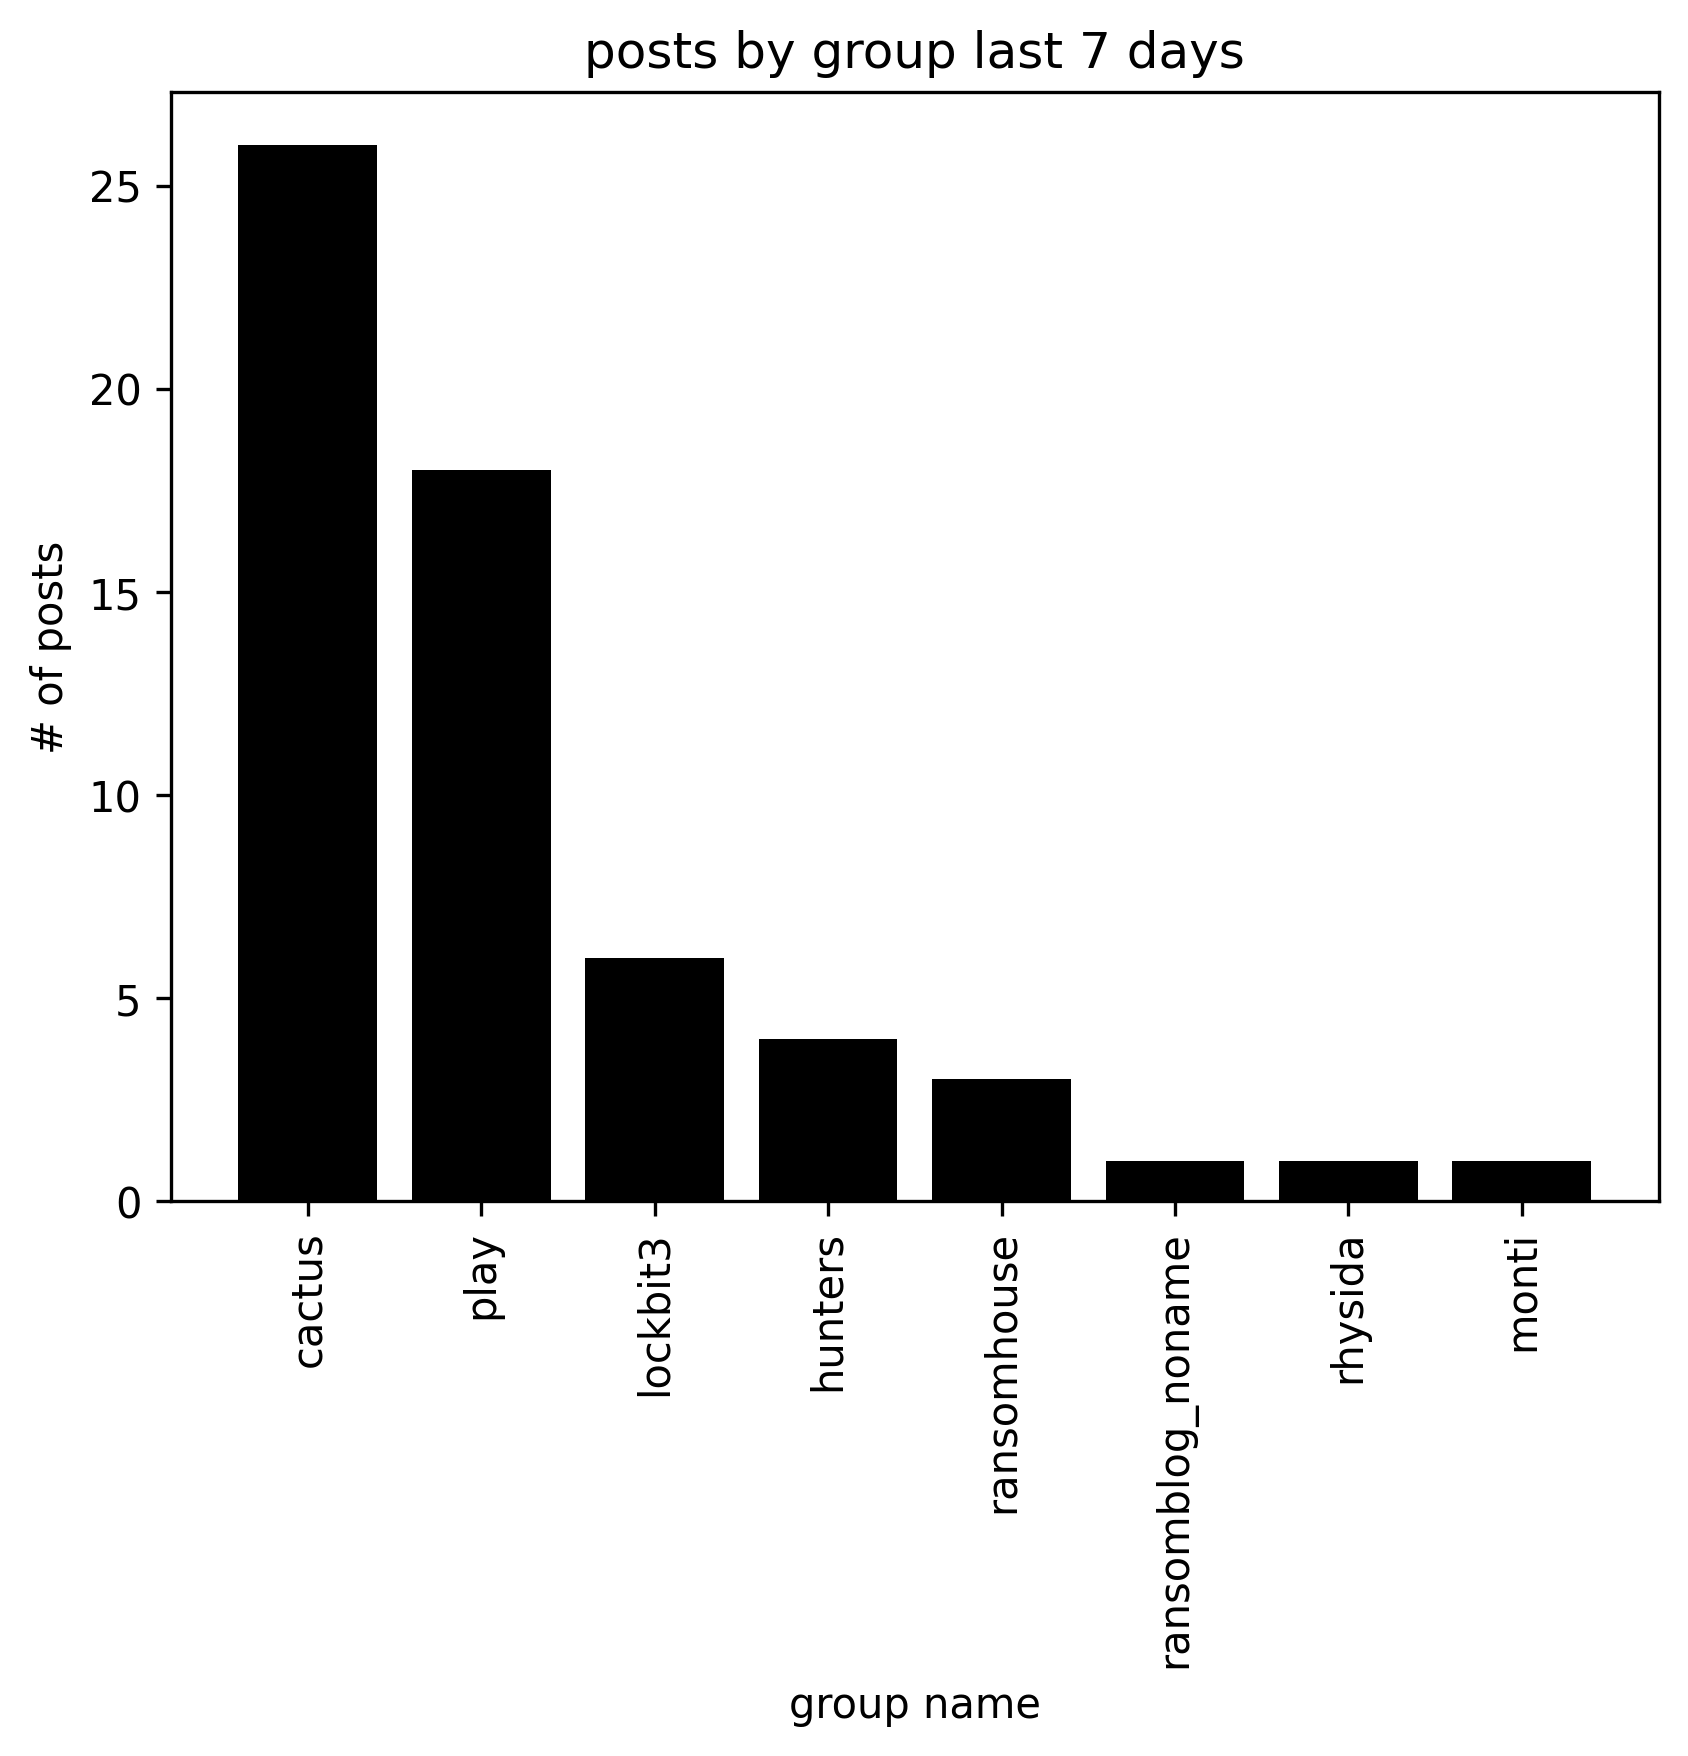 posts by group last 7 days
# of posts
25
20
15
10
5
0
cactus
play
lockbit3
hunters
ransomhouse
ransomblog_noname
rhysida
monti
group name